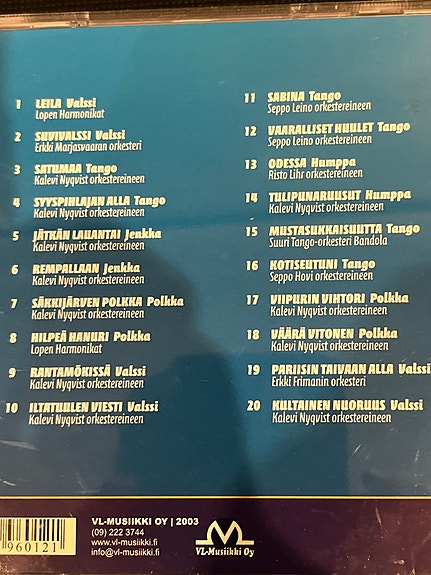 1 LEILA Valssi
Lopen Harmonikat
2 SUVIVALSSI Valssi
Erkki Marjasvaaran orkesteri
3 SATUMAA Tango
Kalevi Nyqvist orkestereineen
4 SYYSPIHLAJAN ALLA Tango
Kalevi Nyqvist orkestereineen
5 JÄTKÄN LAUANTAI Jenkka
Kalevi Nyqvist orkestereineen
6 REMPALLAAN Jenkka
Kalevi Nyqvist orkestereineen
7 SÄKKIJÄRVEN POLKKA Polkka
Kalevi Nyqvist orkestereineen
8 HILPEÄ HANURI Polkka
Lopen Harmonikat
9 RANTAMÖKISSÄ Valssi
Kalevi Nyqvist orkestereineen
10 ILTATUULEN VIESTI Valssi
Kalevi Nyqvist orkestereineen
11 SABINA Tango
Seppo Leino orkestereineen
12 VAARALLISET HUULET Tango
Seppo Leino orkestereineen
13 ODESSA Humppa
Risto Lihr orkestereineen
14 TULIPUNARUUSUT Humppa
Kalevi Nyqvist orkestereineen
15 MUSTASUKKAISUUTTA Tango
Suuri Tango-orkesteri Bandola
16 KOTISEUTUNI Tango
Seppo Hovi orkestereineen
17 VIIPURIN VIHTORI Polkka
Kalevi Nyqvist orkestereineen
18 VÄÄRÄ VITONEN Polkka
Kalevi Nyqvist orkestereineen
19 PARIISIN TAIVAAN ALLA Valssi
Erkki Frimanin orkesteri
20 KULTAINEN NUORUUS Valssi
Kalevi Nyqvist orkestereineen
960121
VL-MUSIIKKI OY | 2003
(09) 222 3744
www.vl-musiikki.fi
info@vl-musiikki.fi
VL-Musiikki Oy